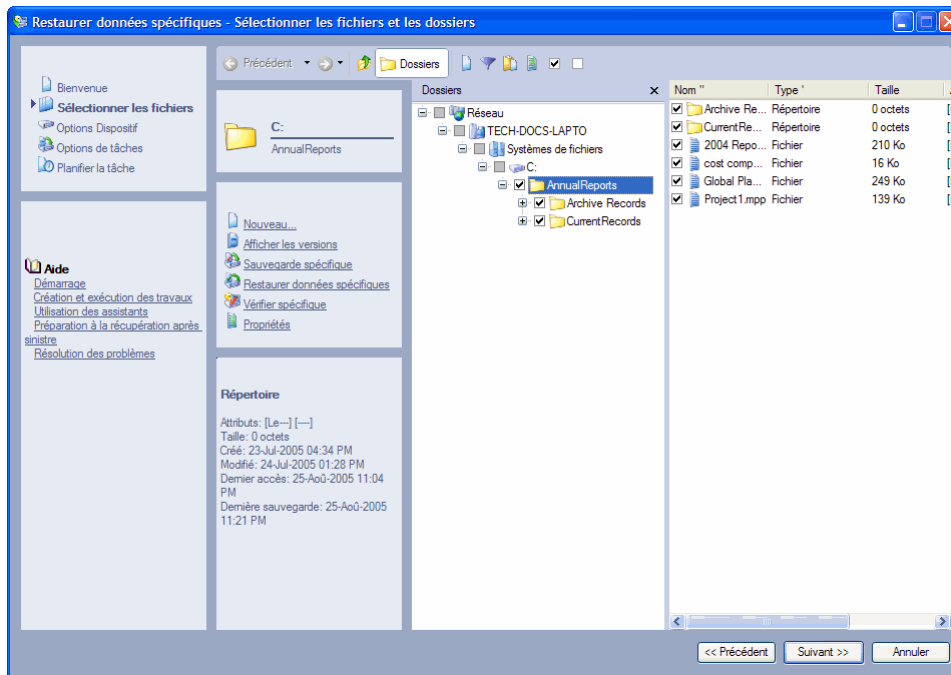 Restaurer données spécifiques - Sélectionner les fichiers et les dossiers
Bienvenue
Sélectionner les fichiers
Options Dispositif
Options de tâches
Planifier la tâche
Aide
Démarrage
Création et exécution des travaux
Utilisation des assistants
Préparation à la récupération après
sinistre
Résolution des problèmes
Précédent
Dossiers
C:
AnnualReports
Nouveau...
Afficher les versions
Sauvegarde spécifique
Restaurer données spécifiques
Vérifier spécifique
Propriétés
Répertoire
Attributs: [Le---] [----]
Taille: 0 octets
Créé: 23-Jul-2005 04:34 PM
Modifié: 24-Jul-2005 01:28 PM
Dernier accès: 25-Aoû-2005 11:04
PM
Dernière sauvegarde: 25-Aoû-2005
11:21 PM
Dossiers
Réseau
TECH-DOCS-LAPTO
Systèmes de fichiers
C:
AnnualReports
Archive Records
CurrentRecords
Nom Type Taille
Archive Re... Répertoire 0 octets
CurrentRe... Répertoire 0 octets
2004 Repo... Fichier 210 Ko
cost comp... Fichier 16 Ko
Global Pla... Fichier 249 Ko
Project1.mpp Fichier 139 Ko
<< Précédent Suivant >> Annuler